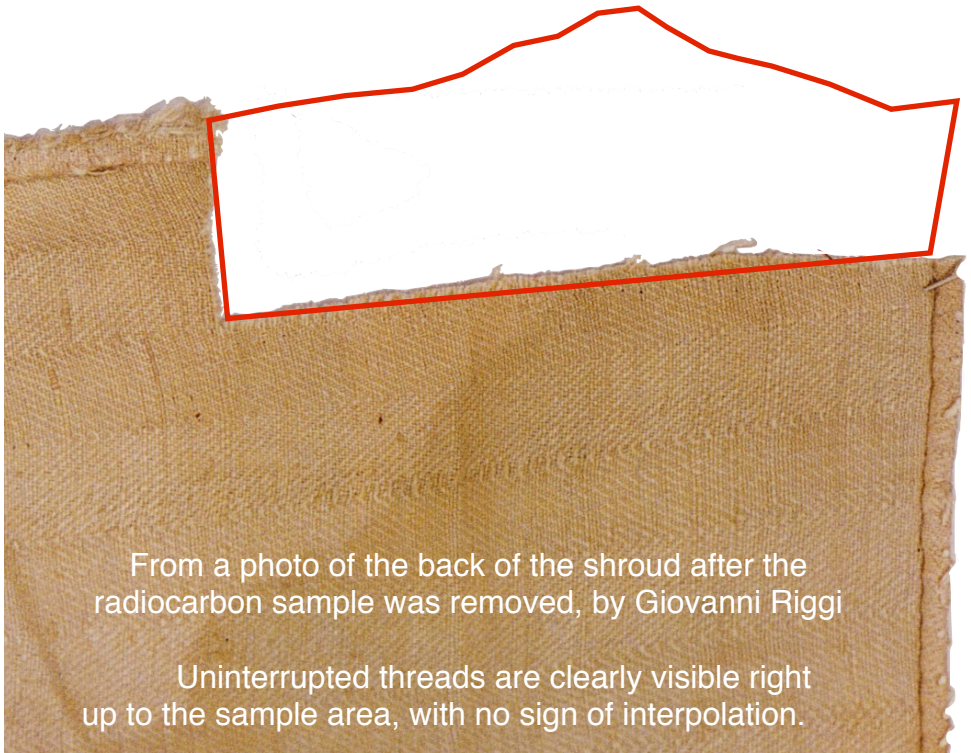 From a photo of the back of the shroud after the
radiocarbon sample was removed, by Giovanni Riggi
Uninterrupted threads are clearly visible right
up to the sample area, with no sign of interpolation.